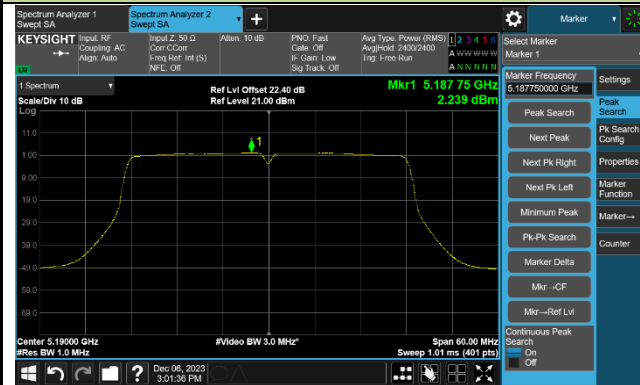 Spectrum Analyzer 1
Swept SA
Spectrum Analyzer 2
Swept SA
Marker
KEYSIGHT
Input: RF
Coupling: AC
Align: Auto
Input Z: 50 Ω
Corr CCorr
Freq Ref: Int (S)
NFE: Off
Atten: 10 dB
PNO: Fast
Gate: Off
IF Gain: Low
Sig Track: Off
Avg Type: Power (RMS)
Avg|Hold: 2400/2400
Trig: Free Run
1 2 3 4 5 6
A W W W W W
A N N N N N
LXI
Select Marker
Marker 1
1 Spectrum
Scale/Div 10 dB
Log
Ref Lvl Offset 22.40 dB
Ref Level 21.00 dBm
Mkr1 5.187 75 GHz
2.239 dBm
1
11.0
1.00
-9.00
-19.0
-29.0
-39.0
-49.0
-59.0
-69.0
Center 5.19000 GHz
#Res BW 1.0 MHz
#Video BW 3.0 MHz*
Span 60.00 MHz
Sweep 1.01 ms (401 pts)
Marker Frequency
5.187750000 GHz
Peak Search
Next Peak
Next Pk Right
Next Pk Left
Minimum Peak
Pk-Pk Search
Marker Delta
Mkr→CF
Mkr→Ref Lvl
Continuous Peak
Search
On
Off
Settings
Peak
Search
Pk Search
Config
Properties
Marker
Function
Marker→
Counter
?
Dec 06, 2023
3:01:36 PM